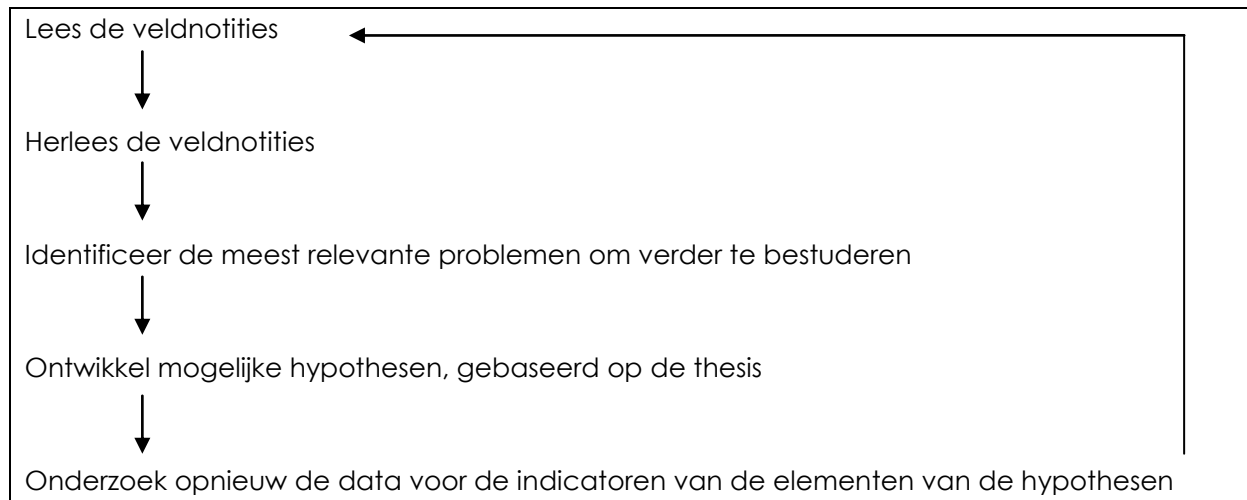 Lees de veldnotities
Herlees de veldnotities
Identificeer de meest relevante problemen om verder te bestuderen
Ontwikkel mogelijke hypothesen, gebaseerd op de thesis
Onderzoek opnieuw de data voor de indicatoren van de elementen van de hypothesen